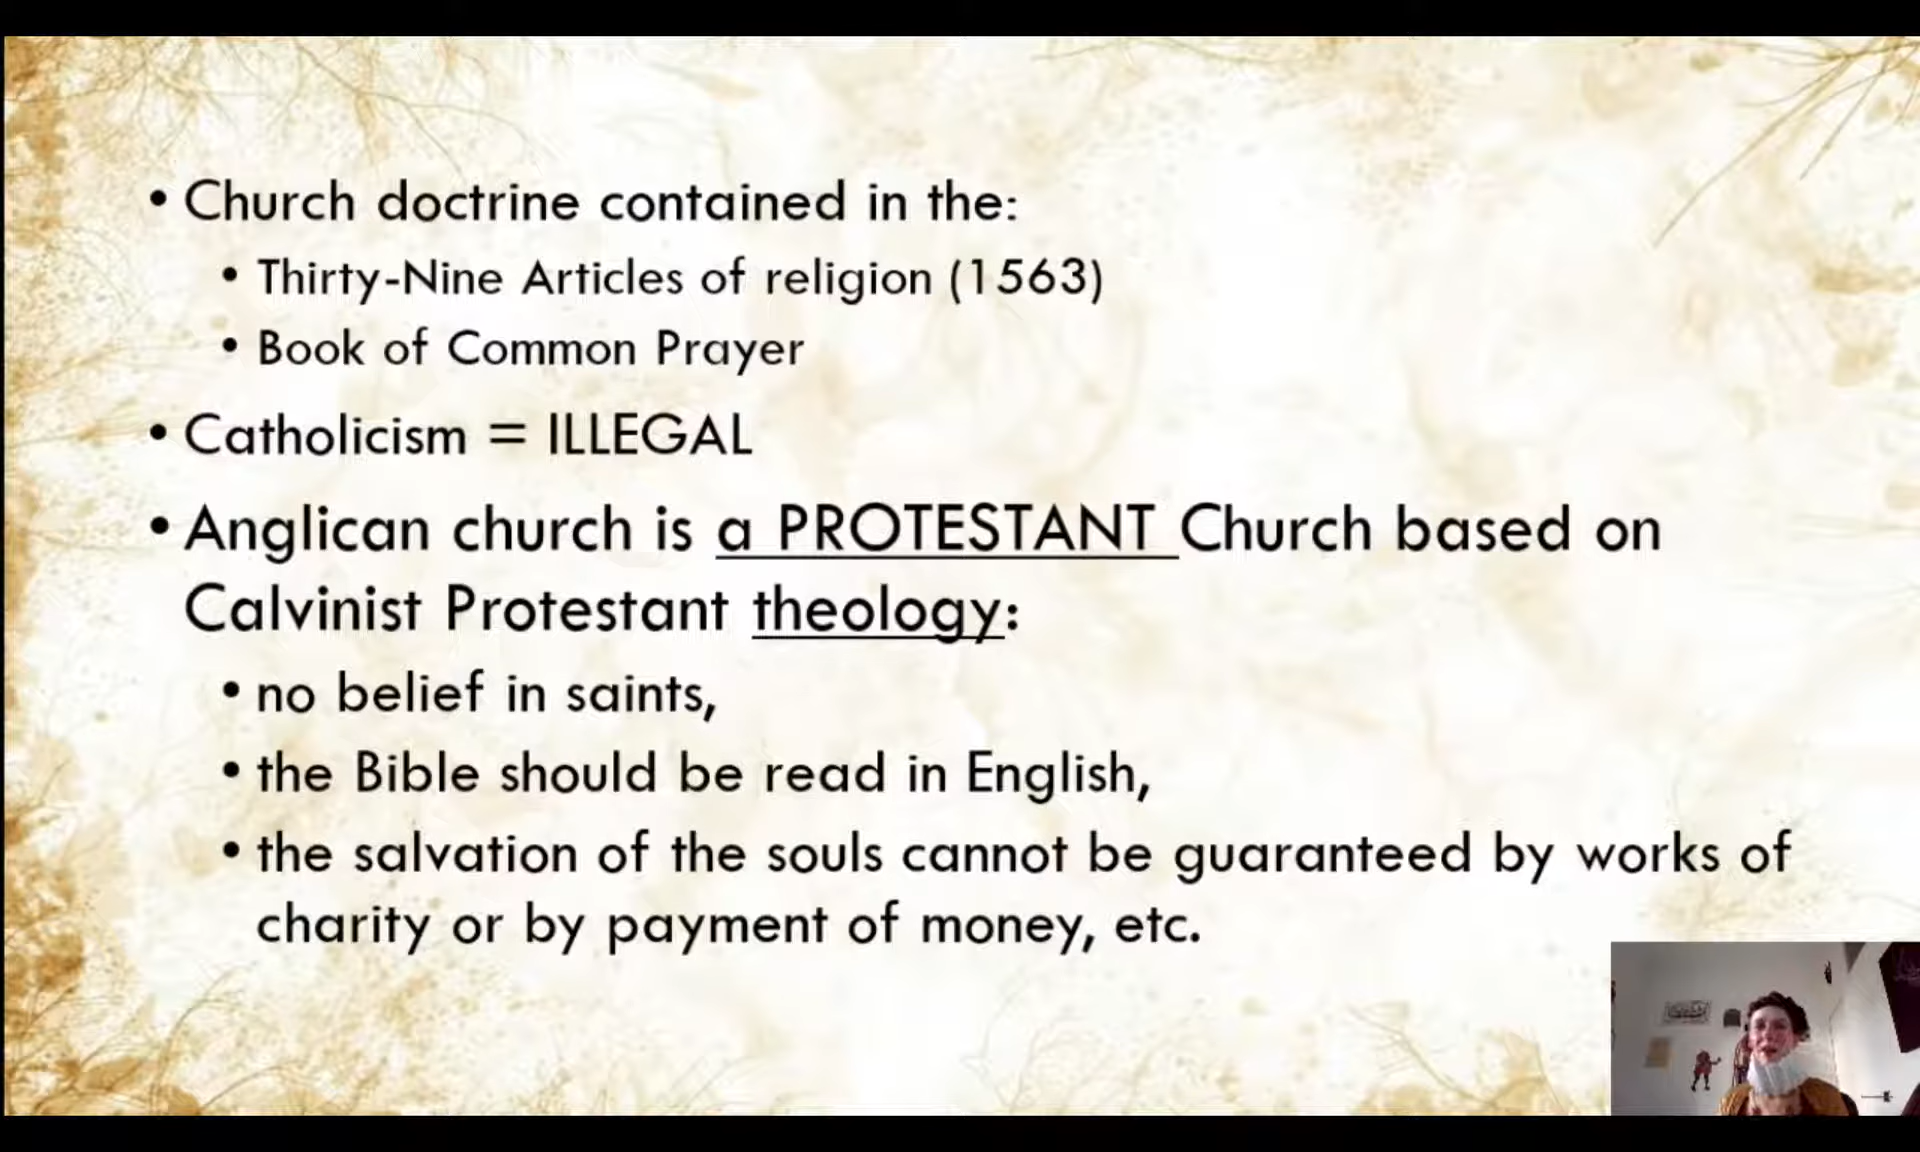 • Church doctrine contained in the:
• Thirty-Nine Articles of religion (1563)
• Book of Common Prayer
• Catholicism = ILLEGAL
• Anglican church is a PROTESTANT Church based on
Calvinist Protestant theology:
• no belief in saints,
• the Bible should be read in English,
• the salvation of the souls cannot be guaranteed by works of
charity or by payment of money, etc.